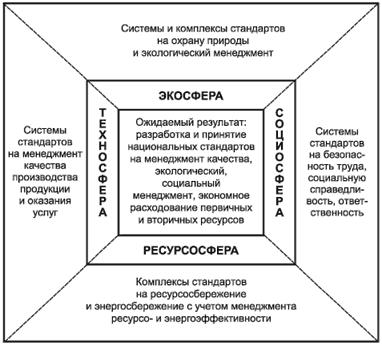 Системы и комплексы стандартов
на охрану природы
и экологический менеджмент
ЭКОСФЕРА
Системы
стандартов
на менеджмент
качества
производства
продукции
и оказания
услуг
ТЕХНОСФЕРА
Ожидаемый результат:
разработка и принятие
национальных стандартов
на менеджмент качества,
экологический,
социальный
менеджмент, экономное
расходование первичных
и вторичных ресурсов
СОЦИОСФЕРА
Системы
стандартов
на безопас-
ность труда,
социальную
справедли-
вость, ответ-
ственность
РЕСУРСОСФЕРА
Комплексы стандартов
на ресурсосбережение
и энергосбережение с учетом менеджмента
ресурсо- и энергоэффективности